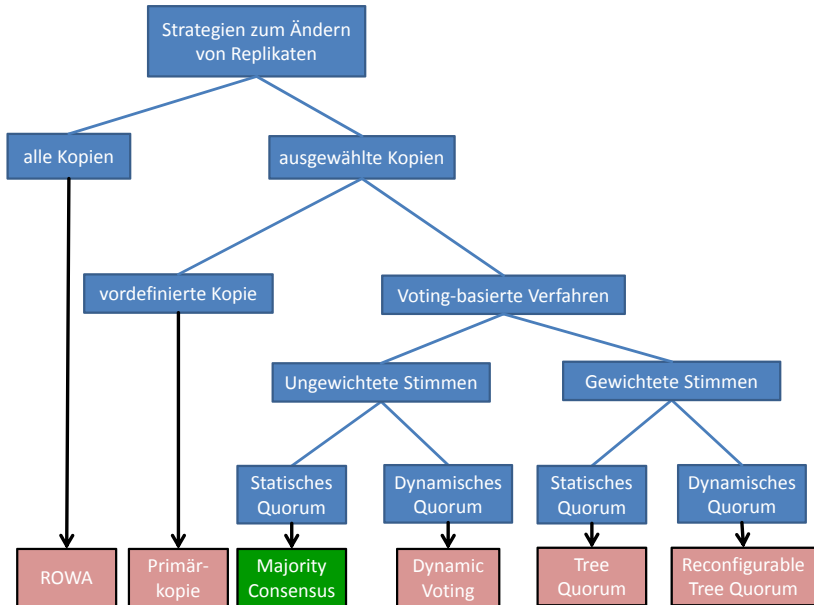 Strategien zum Ändern
von Replikaten
alle Kopien
ausgewählte Kopien
vordefinierte Kopie
Voting-basierte Verfahren
Ungewichtete Stimmen
Gewichtete Stimmen
Statisches
Quorum
Dynamisches
Quorum
Statisches
Quorum
Dynamisches
Quorum
ROWA
Primär-
kopie
Majority
Consensus
Dynamic
Voting
Tree
Quorum
Reconfigurable
Tree Quorum